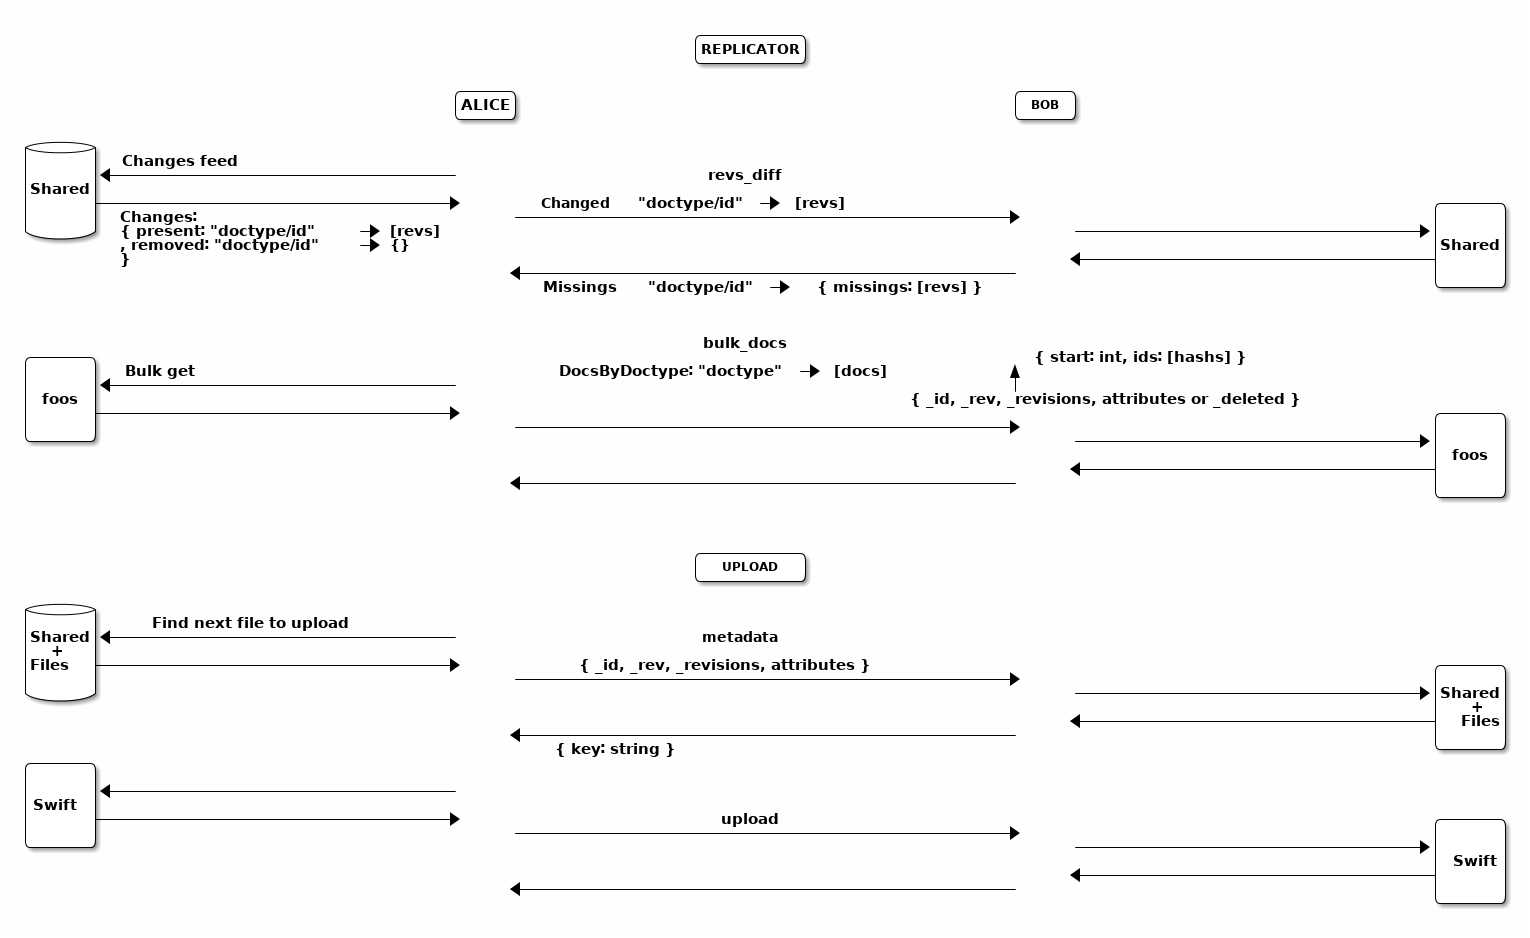 REPLICATOR
ALICE
BOB
Changes feed
Shared
revs_diff
Changed "doctype/id" [revs]
Changes:
{ present: "doctype/id" [revs]
, removed: "doctype/id" {}
}
Shared
Missings "doctype/id" { missings: [revs] }
bulk_docs
{ start: int, ids: [hashs] }
Bulk get
DocsByDoctype: "doctype" [docs]
foos
{ _id, _rev, _revisions, attributes or _deleted }
foos
UPLOAD
Find next file to upload
Shared
+
Files
metadata
{ _id, _rev, _revisions, attributes }
Shared
+
Files
{ key: string }
Swift
upload
Swift